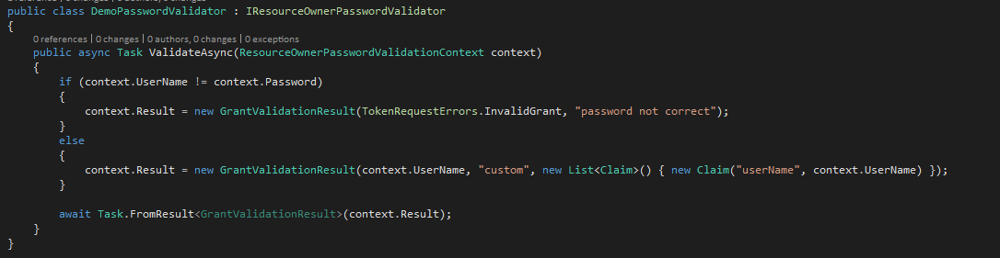 public class DemoPasswordValidator : IResourceOwnerPasswordValidator
{
0 references | 0 changes | 0 authors, 0 changes | 0 exceptions
public async Task ValidateAsync(ResourceOwnerPasswordValidationContext context)
{
if (context.UserName != context.Password)
{
context.Result = new GrantValidationResult(TokenRequestErrors.InvalidGrant, "password not correct");
}
else
{
context.Result = new GrantValidationResult(context.UserName, "custom", new List<Claim>() { new Claim("userName", context.UserName) });
}
await Task.FromResult<GrantValidationResult>(context.Result);
}
}